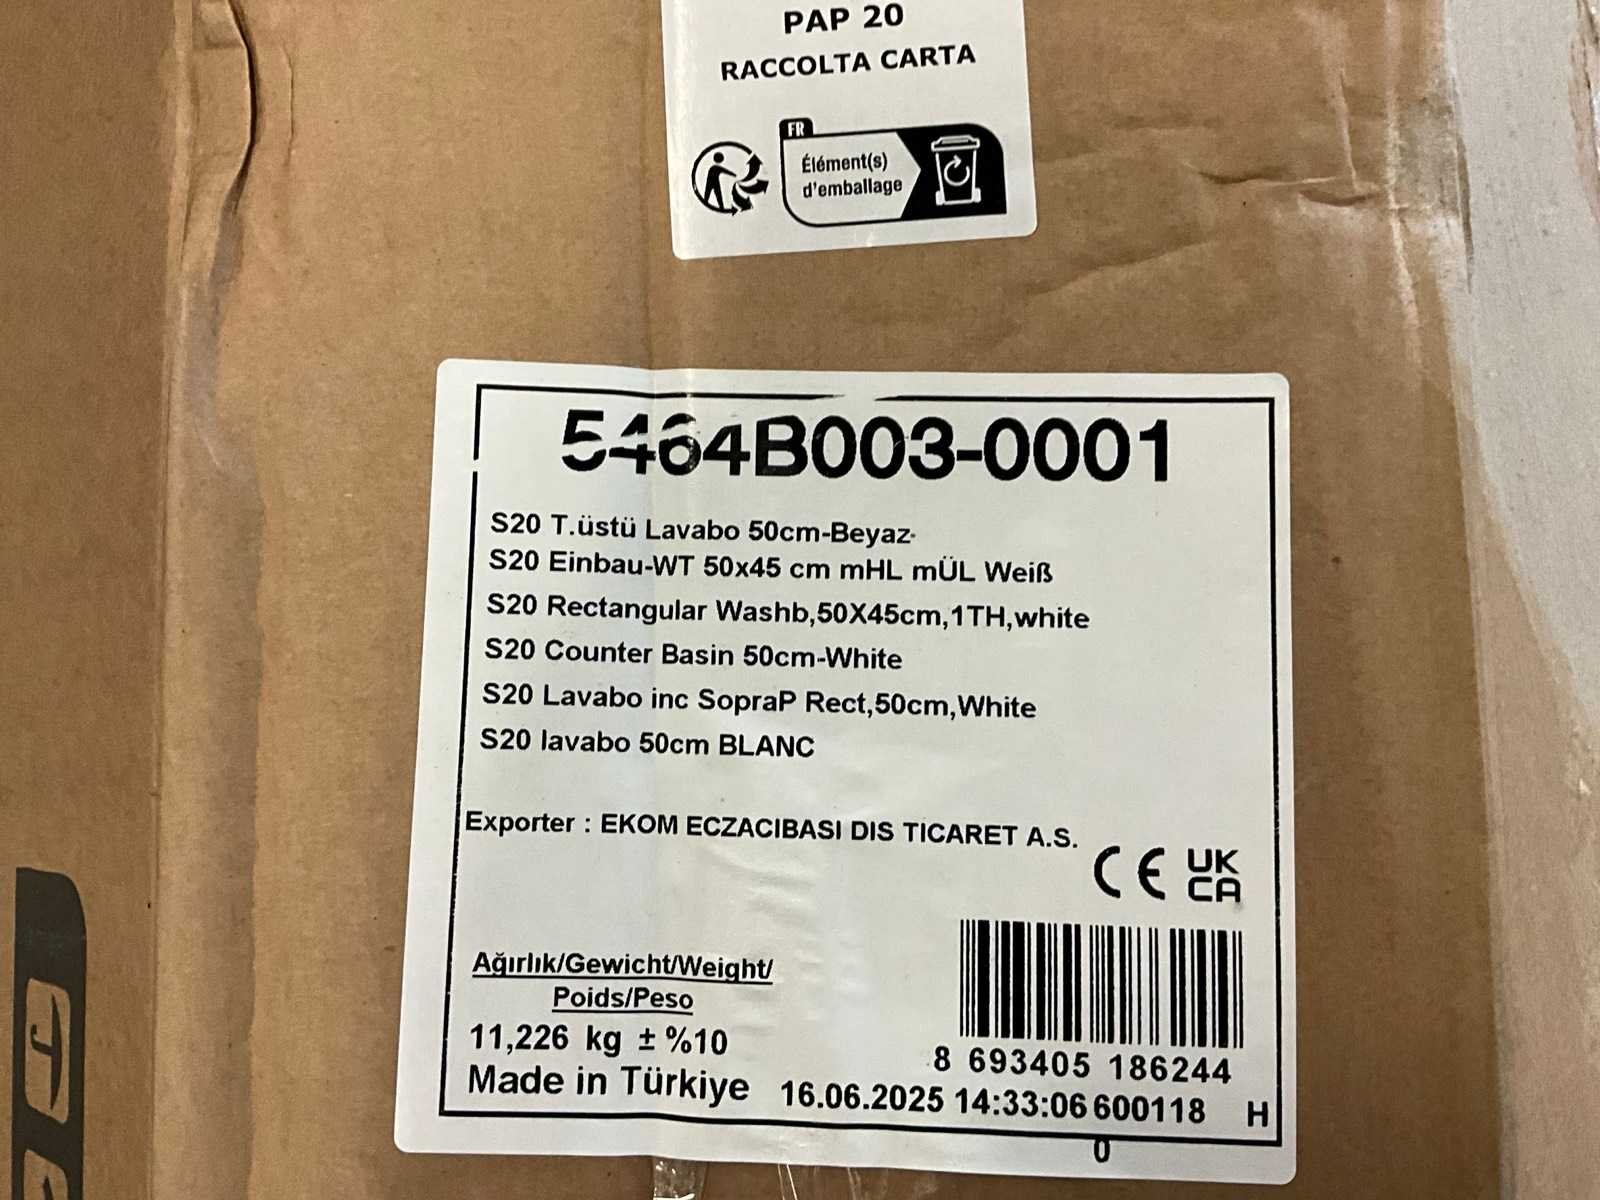 PAP 20
RACCOLTA CARTA
FR
Élément(s)
d'emballage
5464B003-0001
S20 T.üstü Lavabo 50cm-Beyaz-
S20 Einbau-WT 50x45 cm mHL mÜL Weiß
S20 Rectangular Washb,50X45cm,1TH,white
S20 Counter Basin 50cm-White
S20 Lavabo inc SopraP Rect,50cm,White
S20 lavabo 50cm BLANC
Exporter : EKOM ECZACIBASI DIS TICARET A.S.
CE UK
CA
Ağırlık/Gewicht/Weight/
Poids/Peso
11,226 kg ± %10
8 693405 186244
Made in Türkiye 16.06.2025 14:33:06 600118 H
0